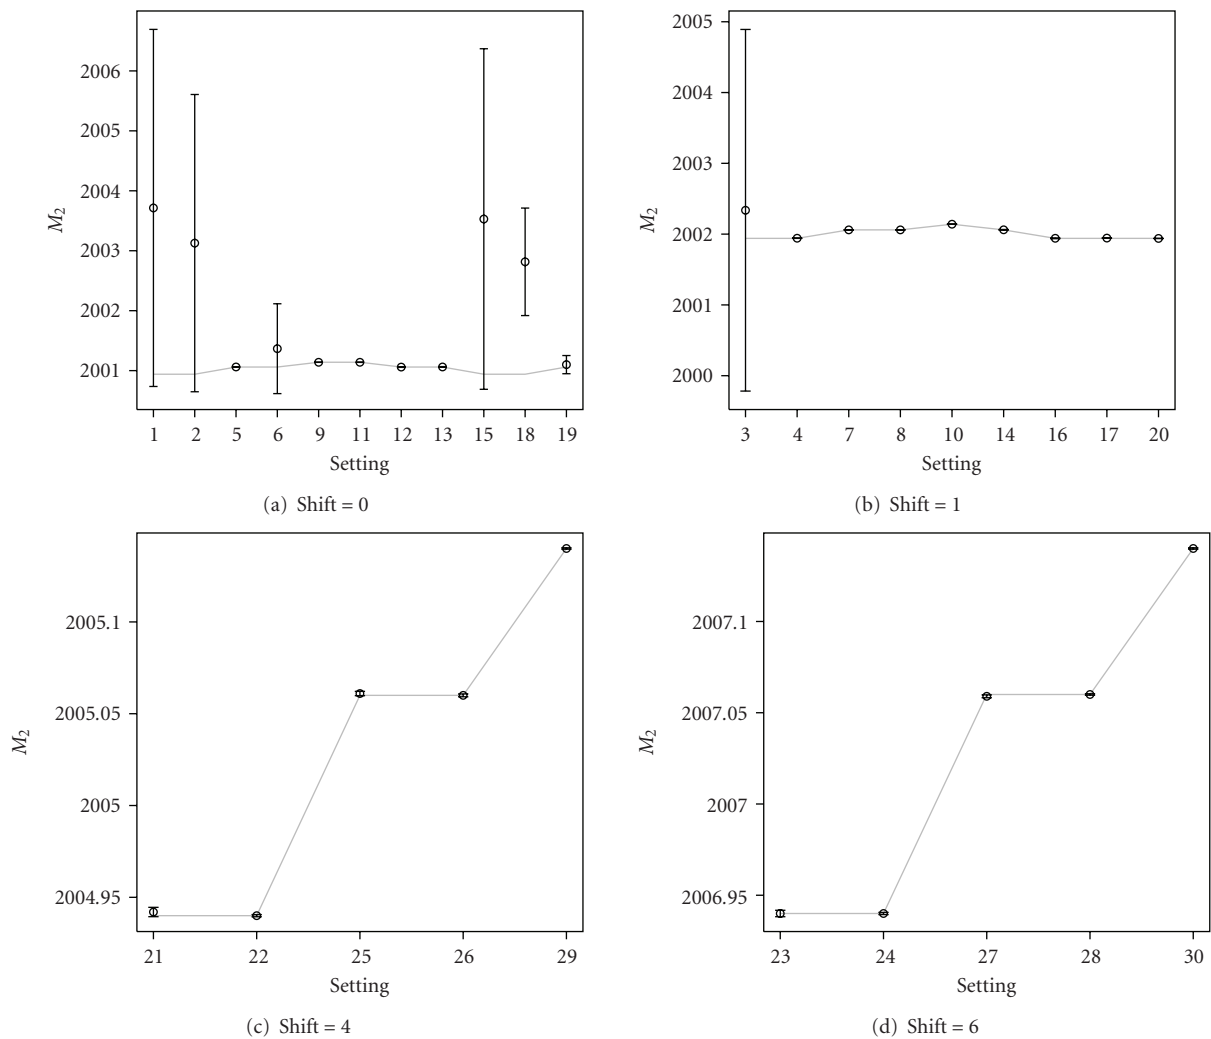 2006
2005
2004
2003
2002
2001
M2
1 2 5 6 9 11 12 13 15 18 19
Setting
(a) Shift = 0
2005
2004
2003
2002
2001
2000
M2
3 4 7 8 10 14 16 17 20
Setting
(b) Shift = 1
2005.1
2005.05
2005
2004.95
M2
21 22 25 26 29
Setting
(c) Shift = 4
2007.1
2007.05
2007
2006.95
M2
23 24 27 28 30
Setting
(d) Shift = 6